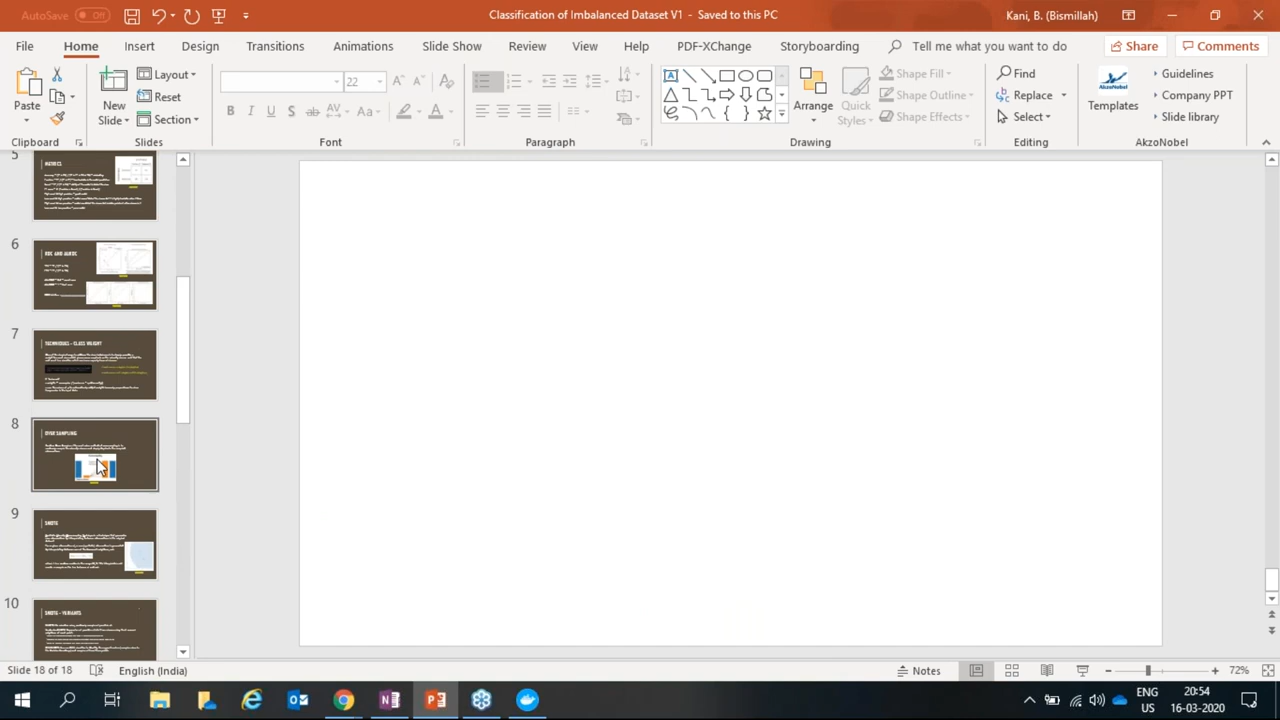 AutoSave Off
Classification of Imbalanced Dataset V1 - Saved to this PC
Kani, B. (Bismillah)
File Home Insert Design Transitions Animations Slide Show Review View Help PDF-XChange Storyboarding Tell me what you want to do Share Comments
Paste
Clipboard
New Slide
Layout
Reset
Section
Slides
22
Font
Paragraph
Arrange
Quick Styles
Shape Fill
Shape Outline
Shape Effects
Drawing
Find
Replace
Select
Editing
AkzoNobel
Templates
Guidelines
Company PPT
Slide library
AkzoNobel
5
METRICS
6
ROC AND AUROC
7
TECHNIQUES - CLASS WEIGHT
8
OVER SAMPLING
9
SMOTE
10
SMOTE - VARIANTS
Slide 18 of 18
English (India)
Notes
72%
ENG
US
20:54
16-03-2020